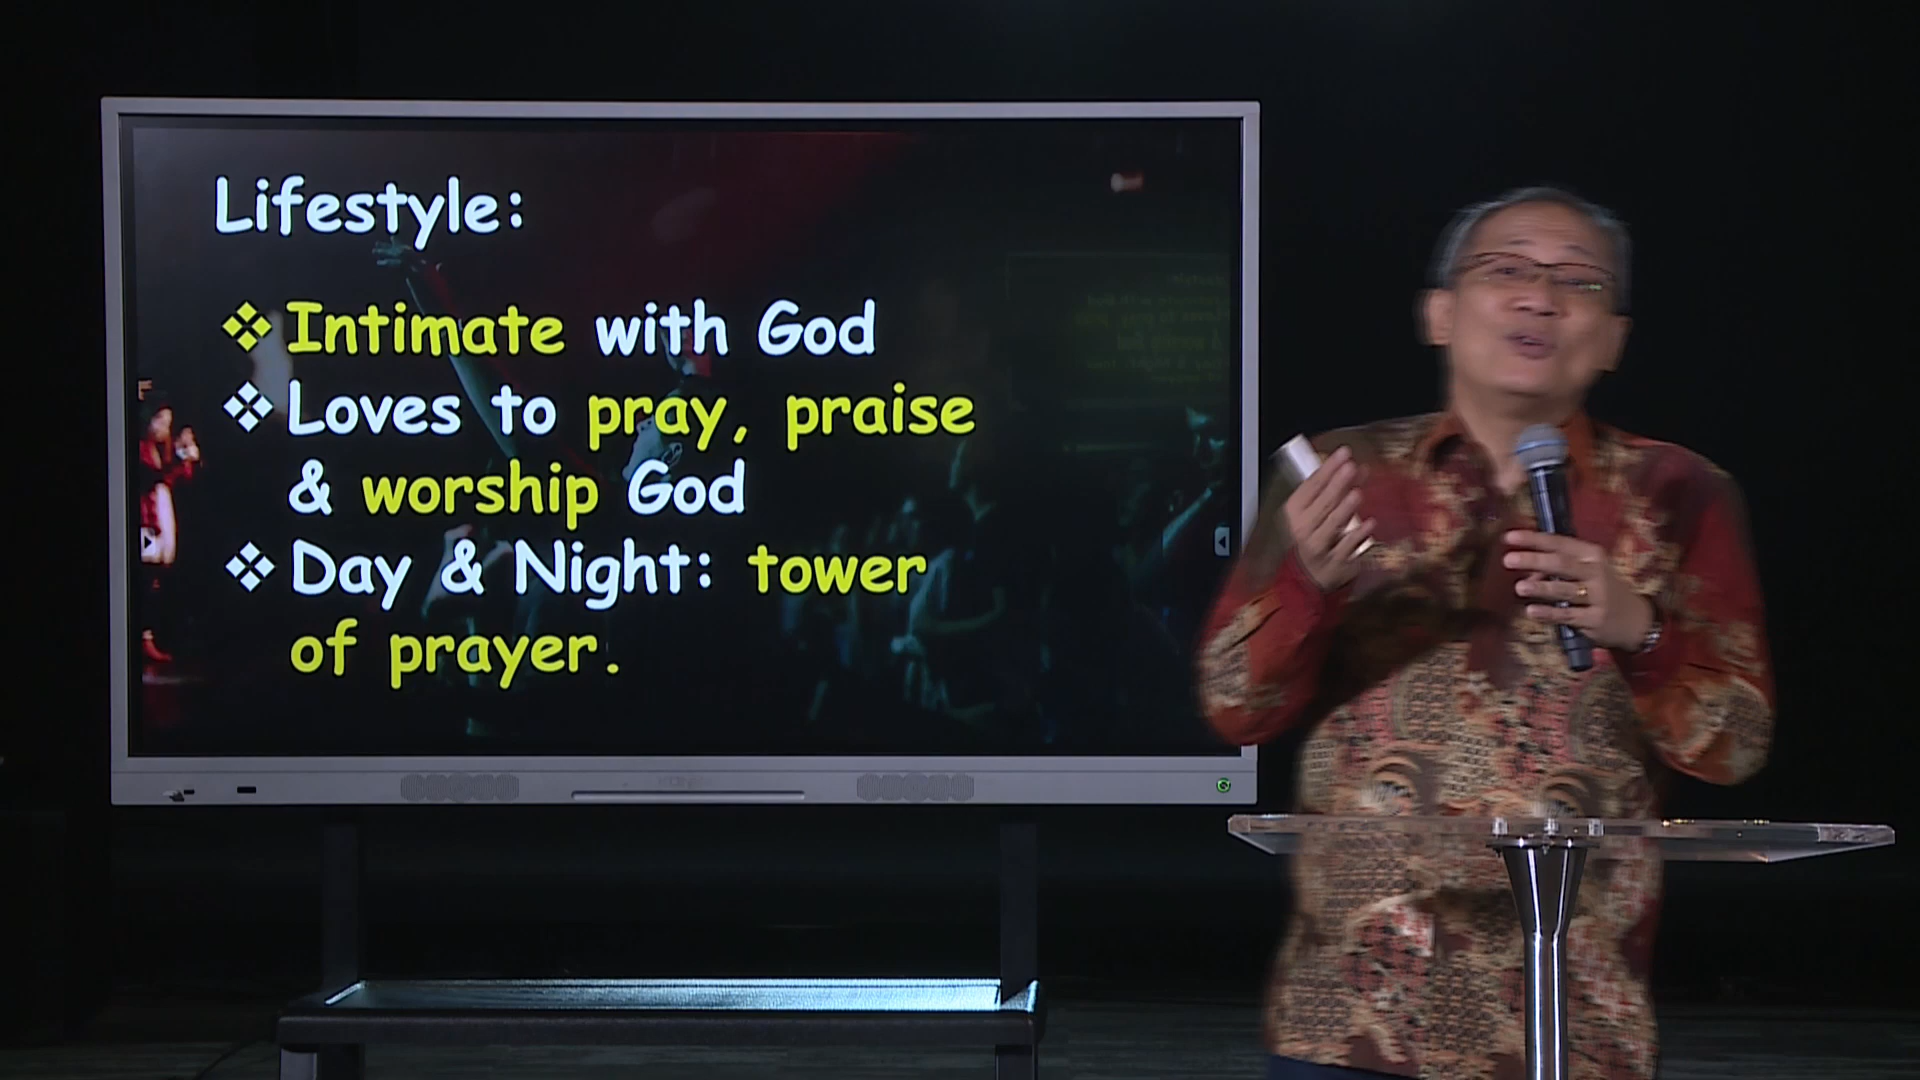 Lifestyle:
❖ Intimate with God
❖ Loves to pray, praise
& worship God
❖ Day & Night: tower
of prayer.